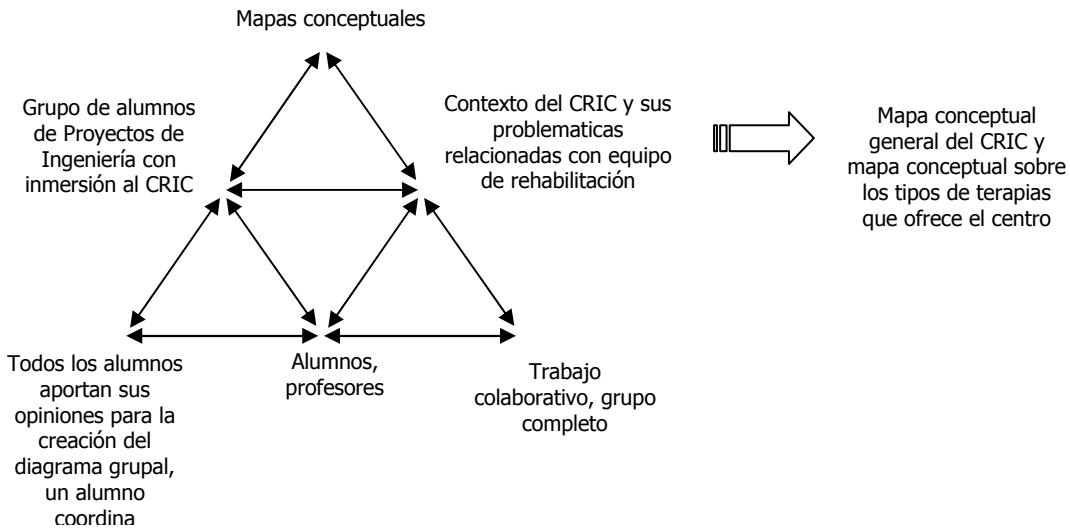 Mapas conceptuales
Grupo de alumnos
de Proyectos de
Ingeniería con
inmersión al CRIC
Contexto del CRIC y sus
problematicas
relacionadas con equipo
de rehabilitación
Mapa conceptual
general del CRIC y
mapa conceptual sobre
los tipos de terapias
que ofrece el centro
Todos los alumnos
aportan sus
opiniones para la
creación del
diagrama grupal,
un alumno
coordina
Alumnos,
profesores
Trabajo
colaborativo, grupo
completo